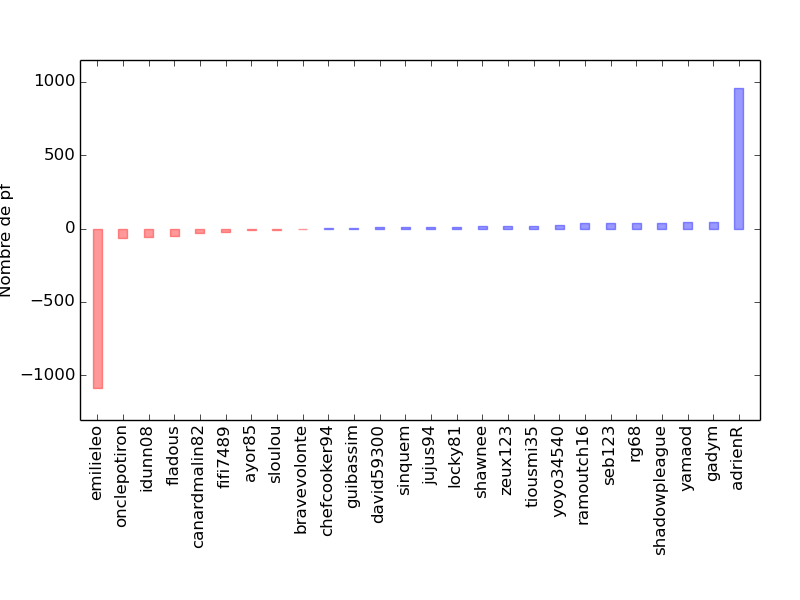 1000
500
0
−500
−1000
Nombre de pf
emilieleo
onclepotiron
idunn08
fladous
canardmalin82
fifi7489
ayor85
sloulou
bravevolonte
chefcooker94
guibassim
david59300
sinquem
jujus94
locky81
shawnee
zeux123
tiousmi35
yoyo34540
ramoutch16
seb123
rg68
shadowpleague
yamaod
gadym
adrienR